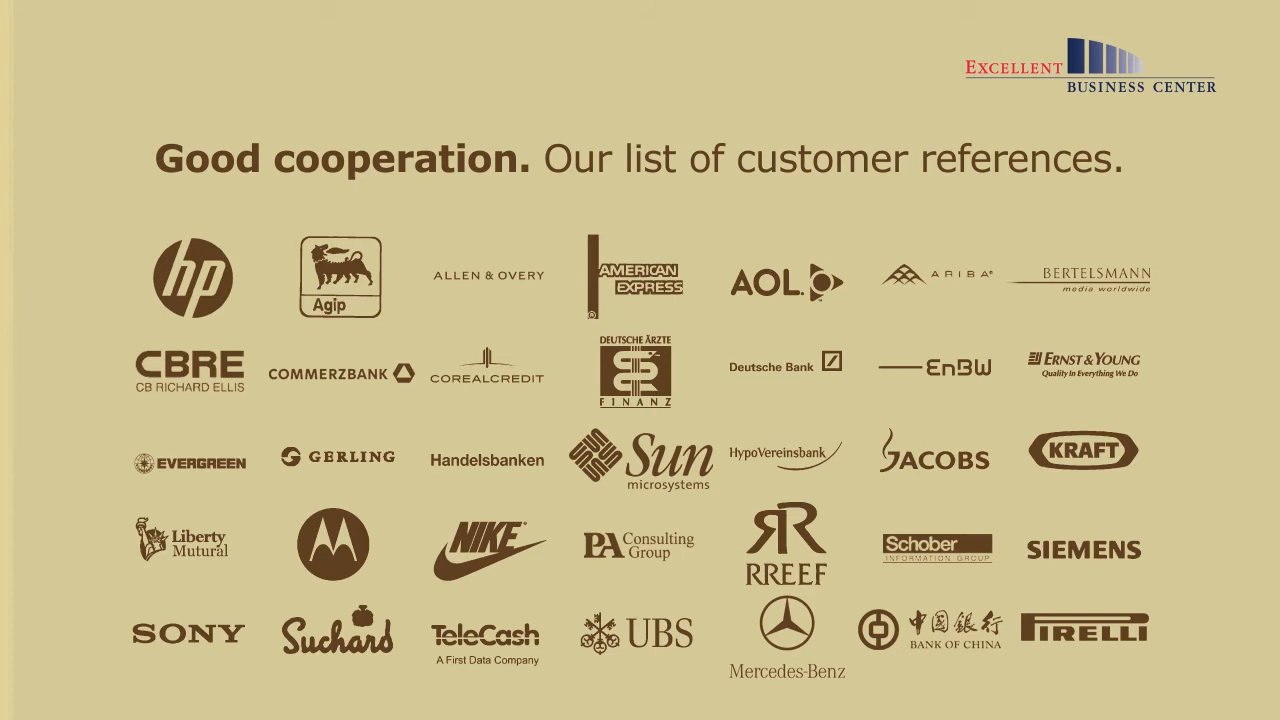 EXCELLENT
BUSINESS CENTER
Good cooperation. Our list of customer references.
hp
Agip
ALLEN & OVERY
AMERICAN
EXPRESS
®
AOL.
ARIBA®
BERTELSMANN
media worldwide
CBRE
CB RICHARD ELLIS
COMMERZBANK
COREALCREDIT
DEUTSCHE ÄRZTE
FINANZ
Deutsche Bank
EnBW
ERNST & YOUNG
Quality In Everything We Do
EVERGREEN
GERLING
Handelsbanken
Sun
microsystems
HypoVereinsbank
JACOBS
KRAFT
Liberty
Mutual
NIKE
PA Consulting
Group
RR
RREEF
Schober
INFORMATION GROUP
SIEMENS
SONY
Suchard
TeleCash
A First Data Company
UBS
Mercedes-Benz
中国銀行
BANK OF CHINA
PIRELLI